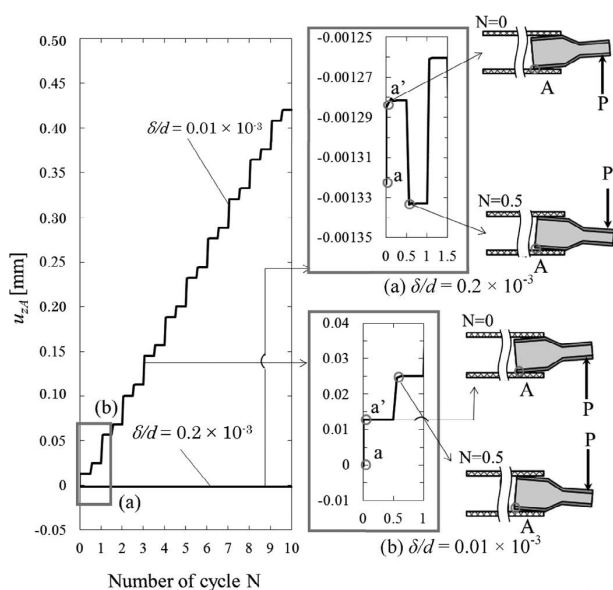 0.50
0.45
0.40
0.35
0.30
0.25
0.20
0.15
0.10
0.05
0
-0.05
u_zA [mm]
δ/d = 0.01 × 10⁻³
δ/d = 0.2 × 10⁻³
(b)
(a)
0 1 2 3 4 5 6 7 8 9 10
Number of cycle N
-0.00125
-0.00127
-0.00129
-0.00131
-0.00133
-0.00135
a'
a
0 0.5 1 1.5
N=0
A
P
P
N=0.5
A
(a) δ/d = 0.2 × 10⁻³
0.04
0.03
0.02
0.01
0
-0.01
a'
a
0 0.5 1
N=0
A
P
P
N=0.5
A
(b) δ/d = 0.01 × 10⁻³